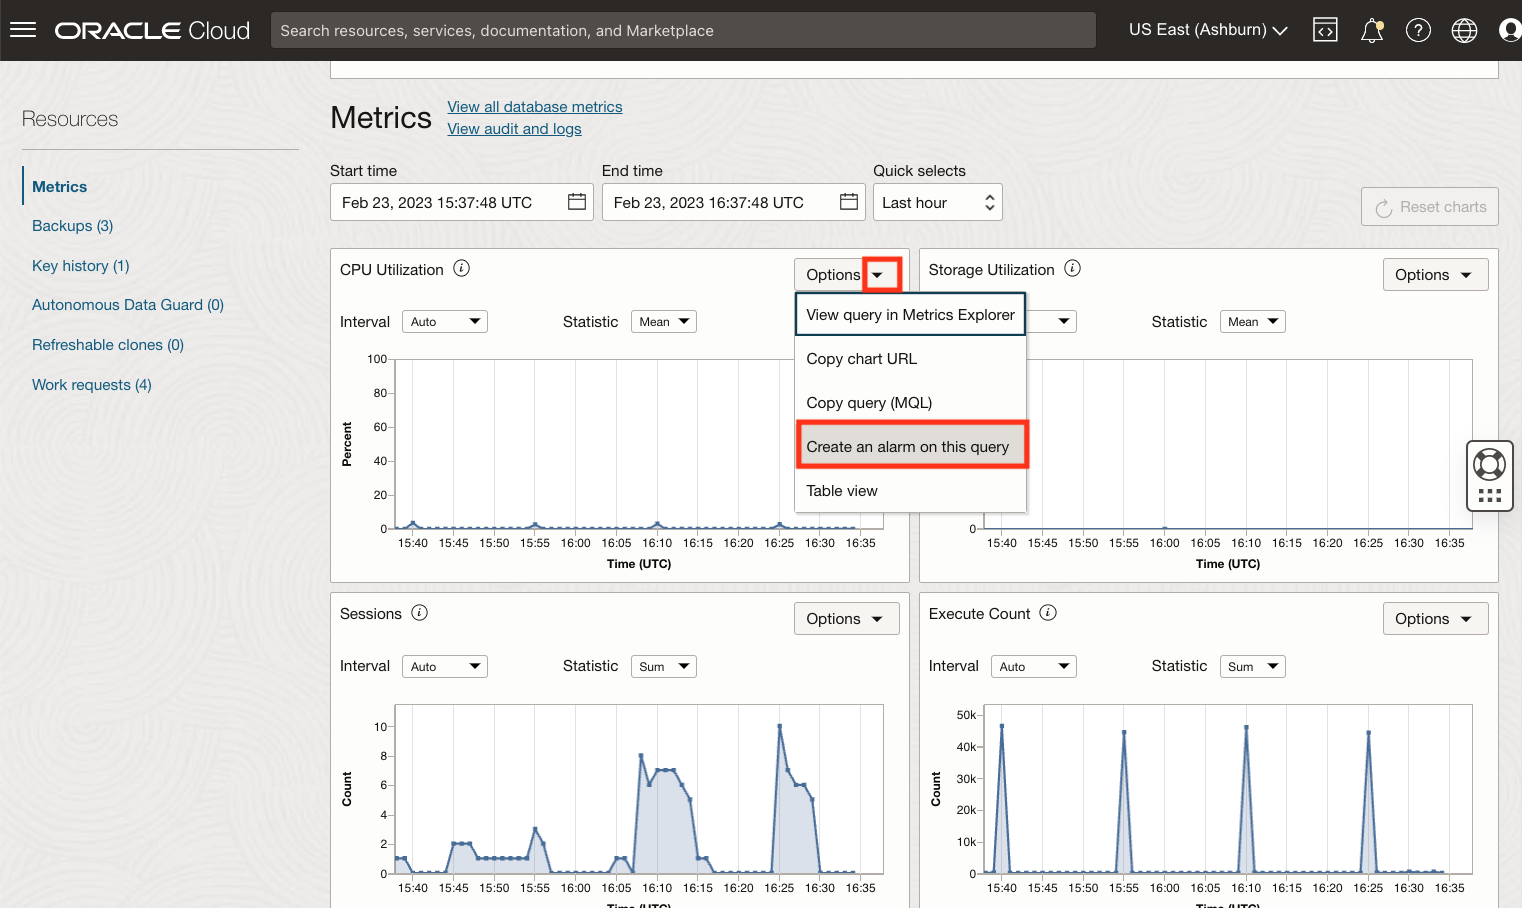 ORACLE Cloud
Search resources, services, documentation, and Marketplace
US East (Ashburn)
Resources
Metrics
Backups (3)
Key history (1)
Autonomous Data Guard (0)
Refreshable clones (0)
Work requests (4)
Metrics
View all database metrics
View audit and logs
Start time
End time
Quick selects
Feb 23, 2023 15:37:48 UTC
Feb 23, 2023 16:37:48 UTC
Last hour
Reset charts
CPU Utilization
Options
View query in Metrics Explorer
Copy chart URL
Copy query (MQL)
Create an alarm on this query
Table view
Interval
Auto
Statistic
Mean
Percent
100
80
60
40
20
0
15:40 15:45 15:50 15:55 16:00 16:05 16:10 16:15 16:20 16:25 16:30 16:35
Time (UTC)
Storage Utilization
Options
Statistic
Mean
0
15:40 15:45 15:50 15:55 16:00 16:05 16:10 16:15 16:20 16:25 16:30 16:35
Time (UTC)
Sessions
Options
Interval
Auto
Statistic
Sum
Count
10
8
6
4
2
0
15:40 15:45 15:50 15:55 16:00 16:05 16:10 16:15 16:20 16:25 16:30 16:35
Time (UTC)
Execute Count
Options
Interval
Auto
Statistic
Sum
Count
50k
40k
30k
20k
10k
0
15:40 15:45 15:50 15:55 16:00 16:05 16:10 16:15 16:20 16:25 16:30 16:35
Time (UTC)